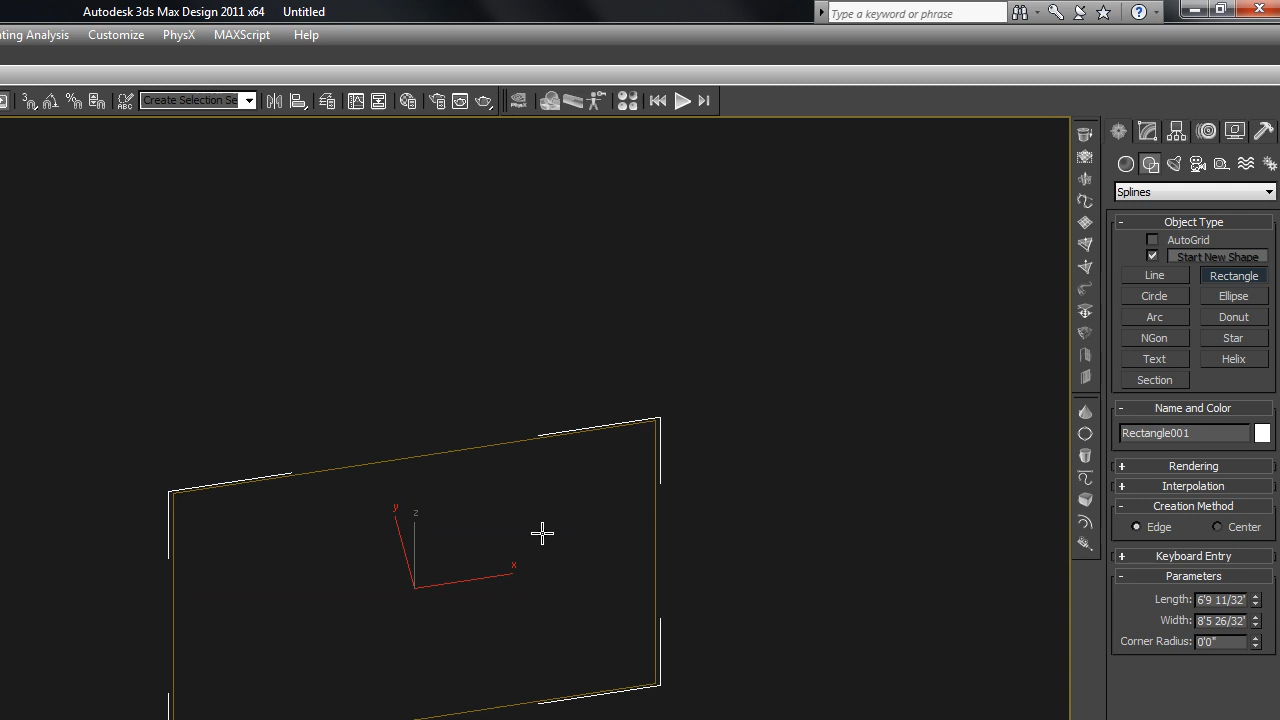 Autodesk 3ds Max Design 2011 x64 Untitled
Type a keyword or phrase
ting Analysis Customize PhysX MAXScript Help
Create Selection Se
Splines
Object Type
AutoGrid
Start New Shape
Line Rectangle
Circle Ellipse
Arc Donut
NGon Star
Text Helix
Section
Name and Color
Rectangle001
Rendering
Interpolation
Creation Method
Edge Center
Keyboard Entry
Parameters
Length: 6'9 11/32"
Width: 8'5 26/32"
Corner Radius: 0'0"
y z
x
ABC